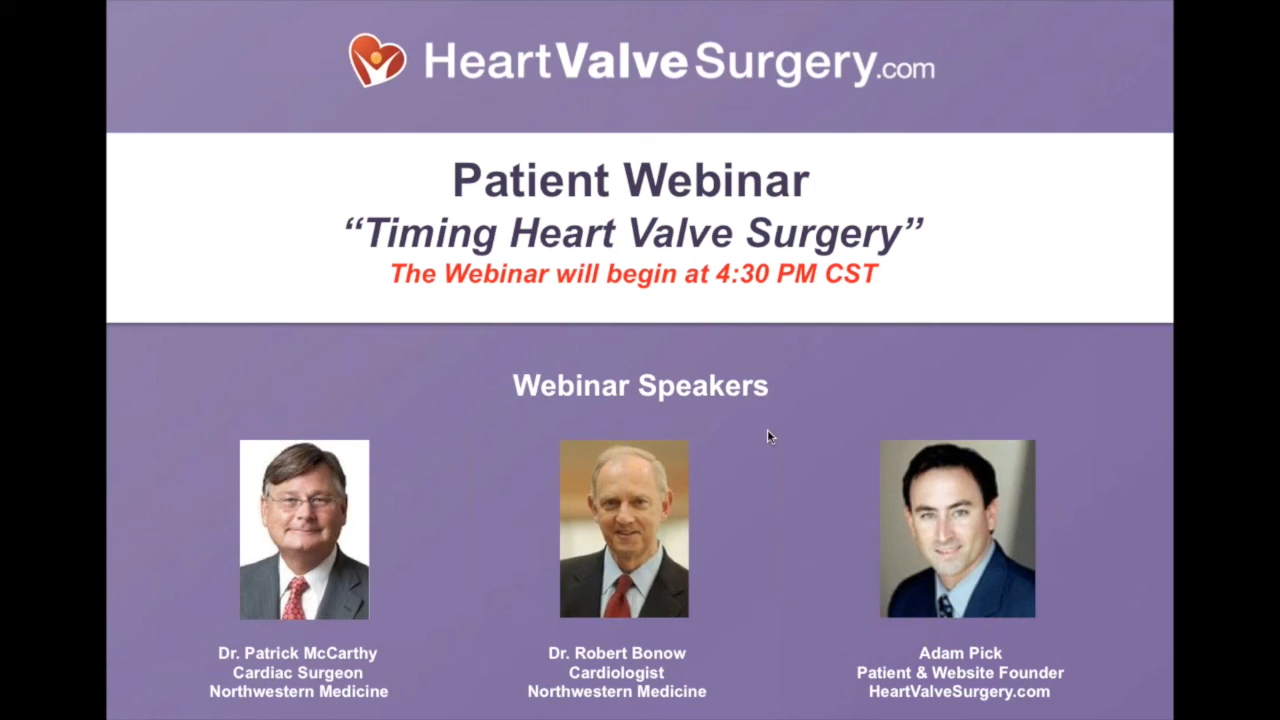 HeartValveSurgery.com
Patient Webinar
“Timing Heart Valve Surgery”
The Webinar will begin at 4:30 PM CST
Webinar Speakers
Dr. Patrick McCarthy
Cardiac Surgeon
Northwestern Medicine
Dr. Robert Bonow
Cardiologist
Northwestern Medicine
Adam Pick
Patient & Website Founder
HeartValveSurgery.com